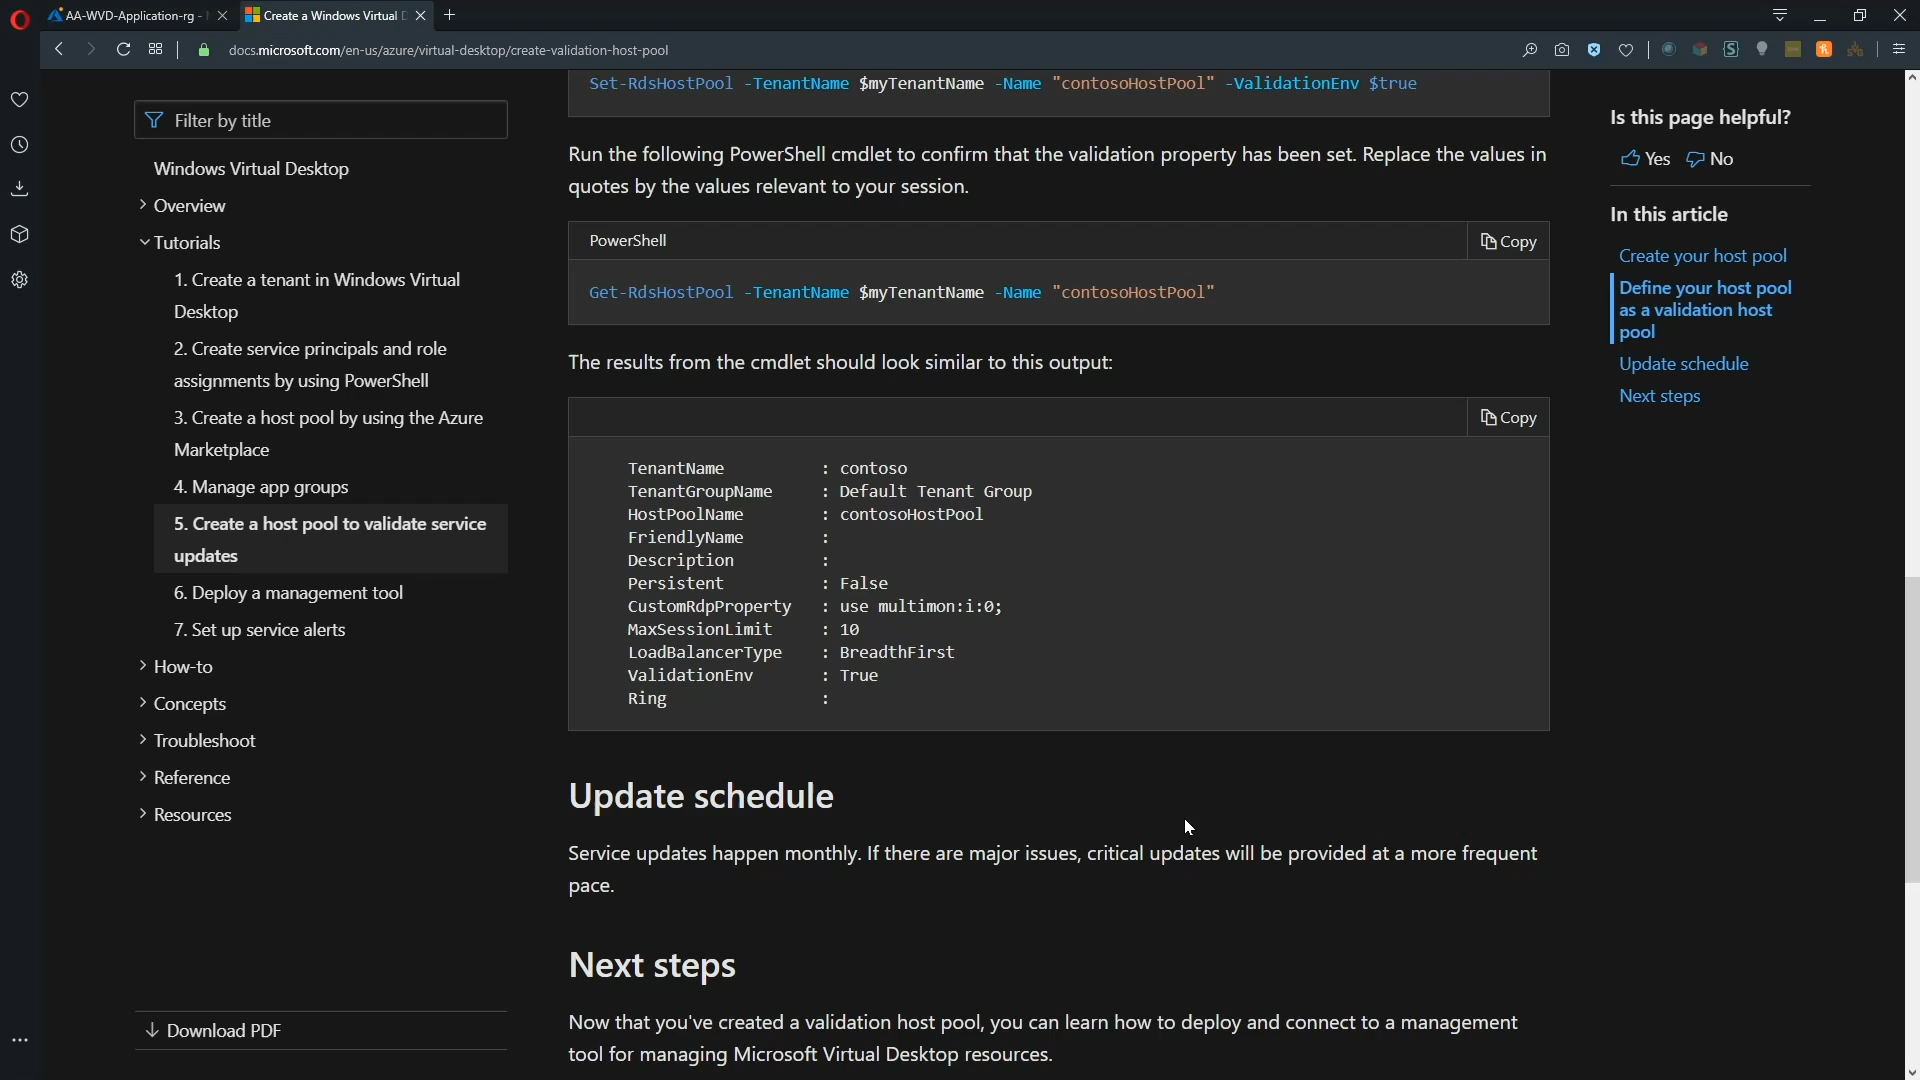 AA-WVD-Application-rg -
Create a Windows Virtual D
docs.microsoft.com/en-us/azure/virtual-desktop/create-validation-host-pool
Filter by title
Windows Virtual Desktop
Overview
Tutorials
1. Create a tenant in Windows Virtual
Desktop
2. Create service principals and role
assignments by using PowerShell
3. Create a host pool by using the Azure
Marketplace
4. Manage app groups
5. Create a host pool to validate service
updates
6. Deploy a management tool
7. Set up service alerts
How-to
Concepts
Troubleshoot
Reference
Resources
Download PDF
Set-RdsHostPool -TenantName $myTenantName -Name "contosoHostPool" -ValidationEnv $true
Run the following PowerShell cmdlet to confirm that the validation property has been set. Replace the values in
quotes by the values relevant to your session.
PowerShell
Copy
Get-RdsHostPool -TenantName $myTenantName -Name "contosoHostPool"
The results from the cmdlet should look similar to this output:
Copy
TenantName : contoso
TenantGroupName : Default Tenant Group
HostPoolName : contosoHostPool
FriendlyName :
Description :
Persistent : False
CustomRdpProperty : use multimon:i:0;
MaxSessionLimit : 10
LoadBalancerType : BreadthFirst
ValidationEnv : True
Ring :
Update schedule
Service updates happen monthly. If there are major issues, critical updates will be provided at a more frequent
pace.
Next steps
Now that you've created a validation host pool, you can learn how to deploy and connect to a management
tool for managing Microsoft Virtual Desktop resources.
Is this page helpful?
Yes No
In this article
Create your host pool
Define your host pool
as a validation host
pool
Update schedule
Next steps